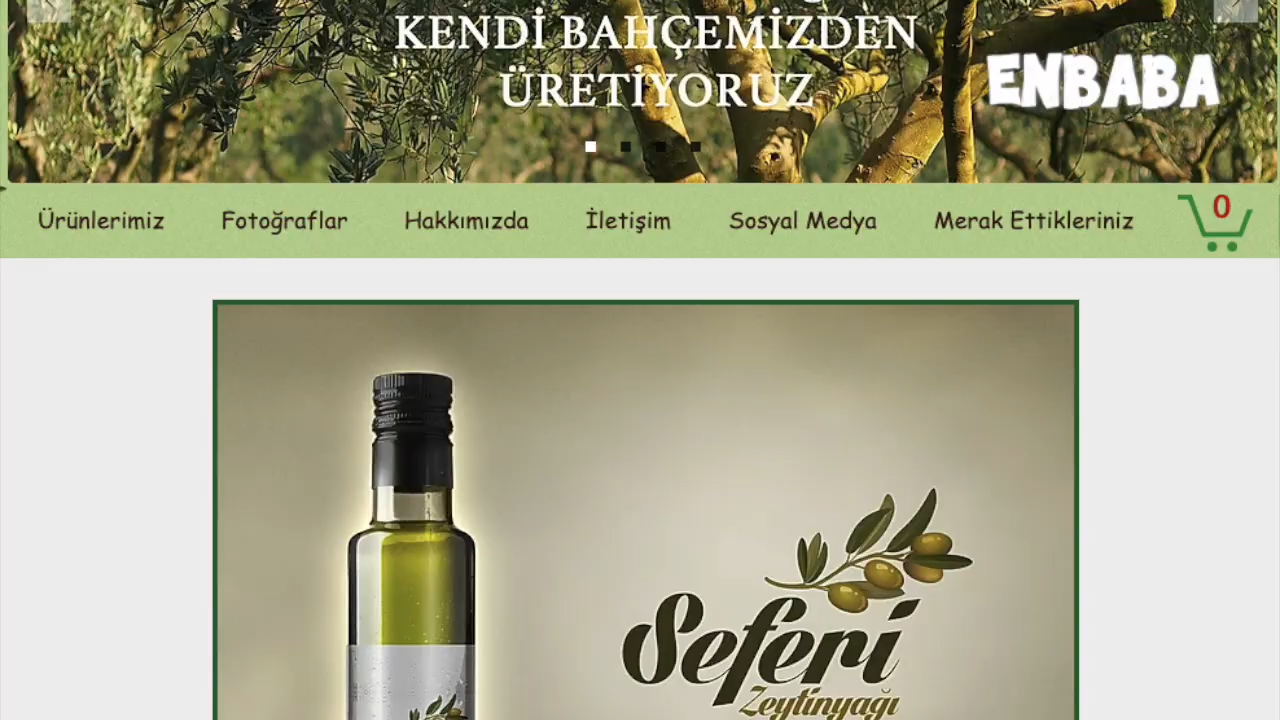 KENDİ BAHÇEMİZDEN
ÜRETİYORUZ
ENBABA
Ürünlerimiz Fotoğraflar Hakkımızda İletişim Sosyal Medya Merak Ettikleriniz 0
Seferi
Zeytinyağı